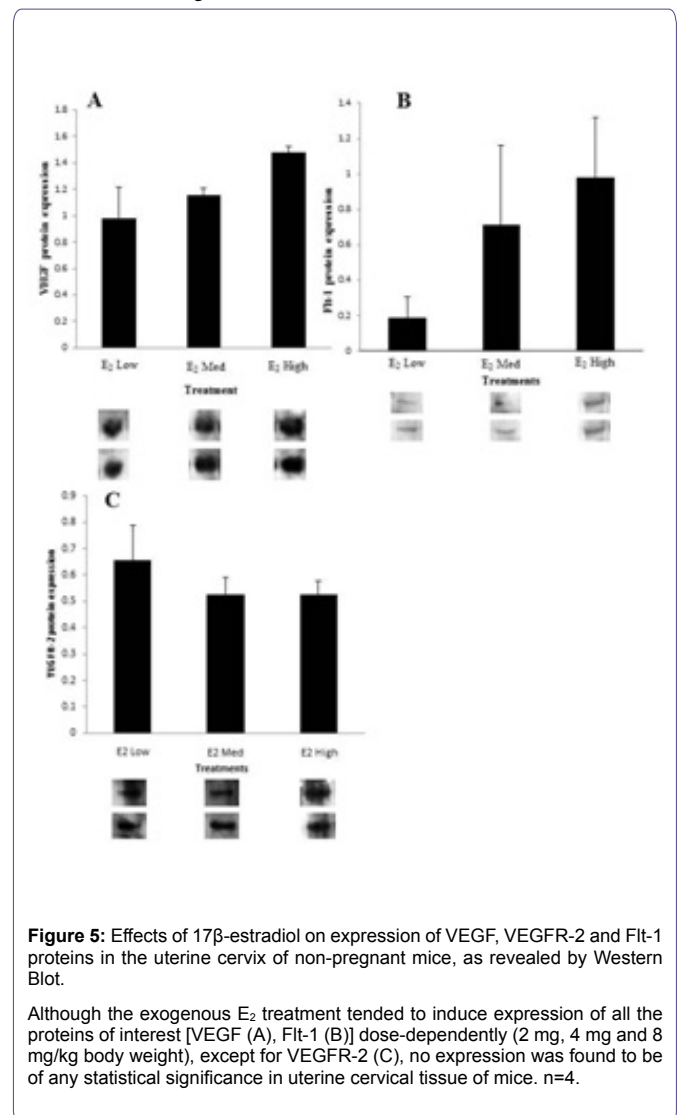 A
1.8
1.6
1.4
1.2
1
0.8
0.6
0.4
0.2
0
VEGF protein expression
E₂ Low E₂ Med E₂ High
Treatment
B
1.4
1.2
1
0.8
0.6
0.4
0.2
0
Flt-1 protein expression
E₂ Low E₂ Med E₂ High
Treatments
C
0.9
0.8
0.7
0.6
0.5
0.4
0.3
0.2
0.1
0
VEGFR-2 protein expression
E2 Low E2 Med E2 High
Treatments
Figure 5: Effects of 17β-estradiol on expression of VEGF, VEGFR-2 and Flt-1
proteins in the uterine cervix of non-pregnant mice, as revealed by Western
Blot.
Although the exogenous E₂ treatment tended to induce expression of all the
proteins of interest [VEGF (A), Flt-1 (B)] dose-dependently (2 mg, 4 mg and 8
mg/kg body weight), except for VEGFR-2 (C), no expression was found to be
of any statistical significance in uterine cervical tissue of mice. n=4.